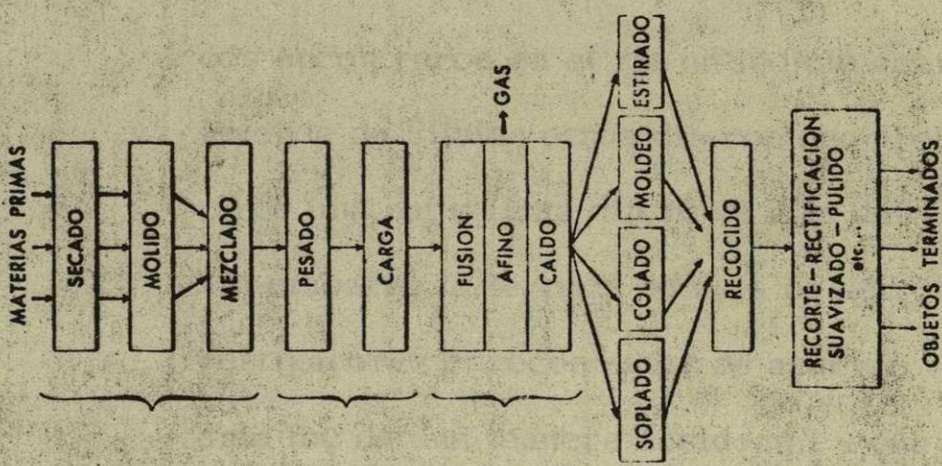 MATERIAS PRIMAS
SECADO
MOLIDO
MEZCLADO
PESADO
CARGA
FUSION
AFINO
CALDO
→ GAS
SOPLADO
COLADO
MOLDEO
ESTIRADO
RECOCIDO
RECORTE-RECTIFICACION
SUAVIZADO-PULIDO
etc....
OBJETOS TERMINADOS